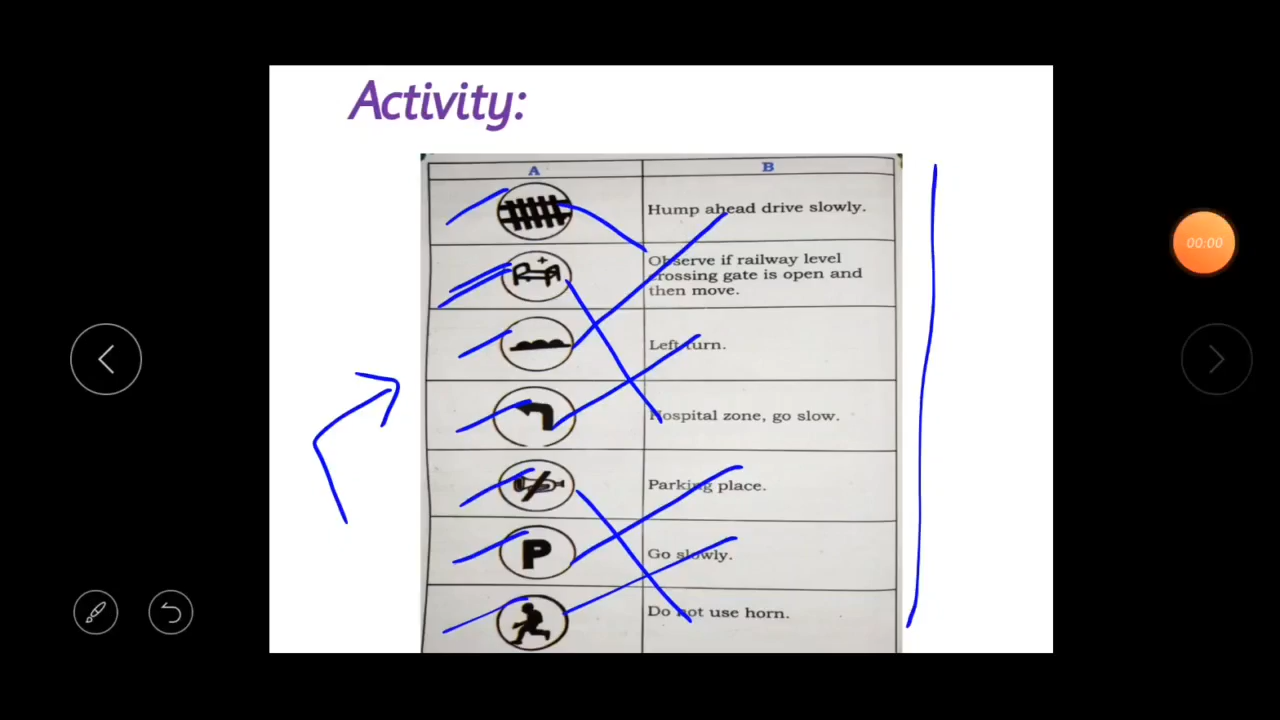 Activity:
A
B
Hump ahead drive slowly.
Observe if railway level
crossing gate is open and
then move.
Left turn.
Hospital zone, go slow.
Parking place.
P
Go slowly.
Do not use horn.
00:00